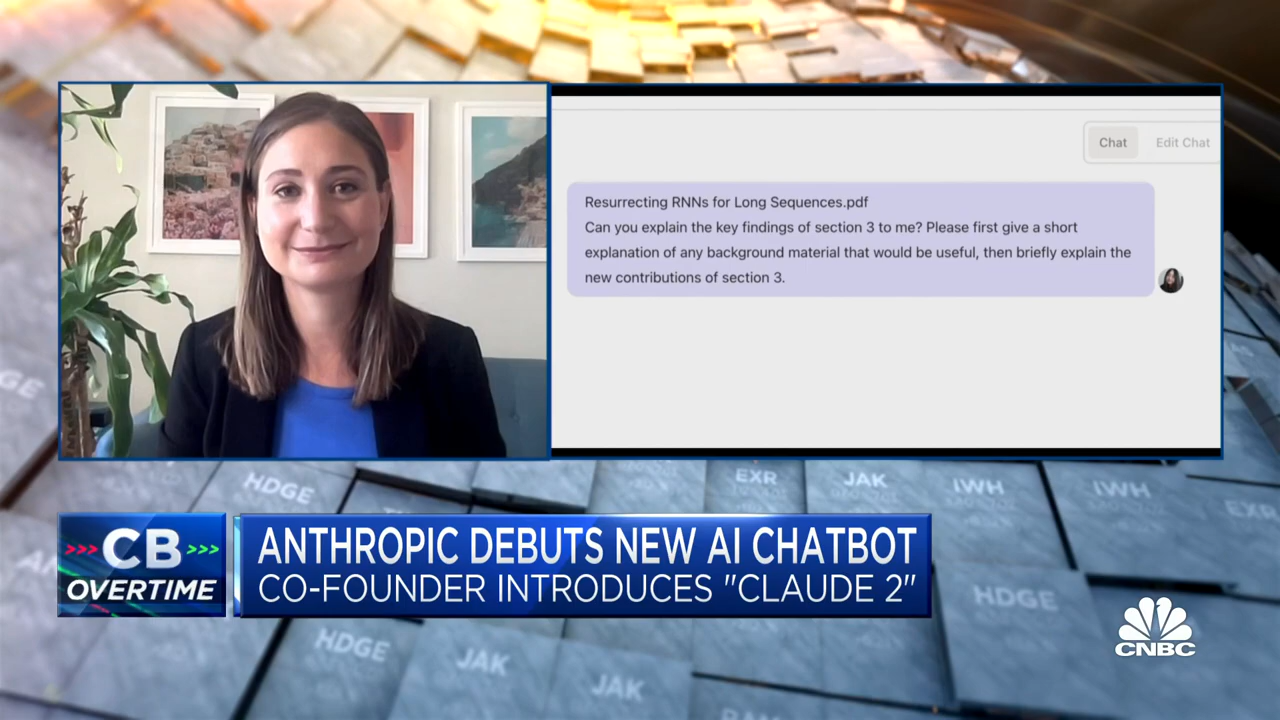 Chat
Edit Chat
Resurrecting RNNs for Long Sequences.pdf
Can you explain the key findings of section 3 to me? Please first give a short
explanation of any background material that would be useful, then briefly explain the
new contributions of section 3.
HDGE
EXR
JAK
IWH
IWH
EXR
>>> CB >>>
OVERTIME
ANTHROPIC DEBUTS NEW AI CHATBOT
CO-FOUNDER INTRODUCES "CLAUDE 2"
HDGE
HDGE
JAK
JAK
CNBC